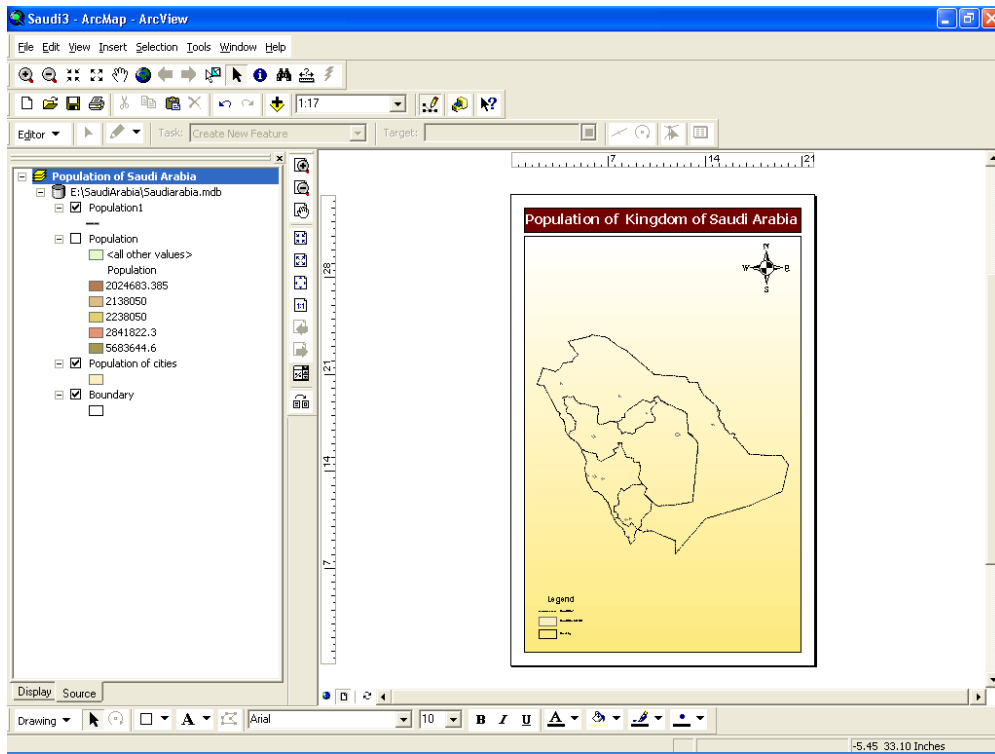 Saudi3 - ArcMap - ArcView
File Edit View Insert Selection Tools Window Help
1:17
Editor Task: Create New Feature Target:
Population of Saudi Arabia
E:\SaudiArabia\Saudiarabia.mdb
Population1
Population
<all other values>
Population
2024683.385
2138050
2238050
2841822.3
5683644.6
Population of cities
Boundary
Display Source
7 14 21
28
21
14
7
1:1
Population of Kingdom of Saudi Arabia
N
W E
S
Legend
Drawing A Arial 10 B I U A
-5.45 33.10 Inches